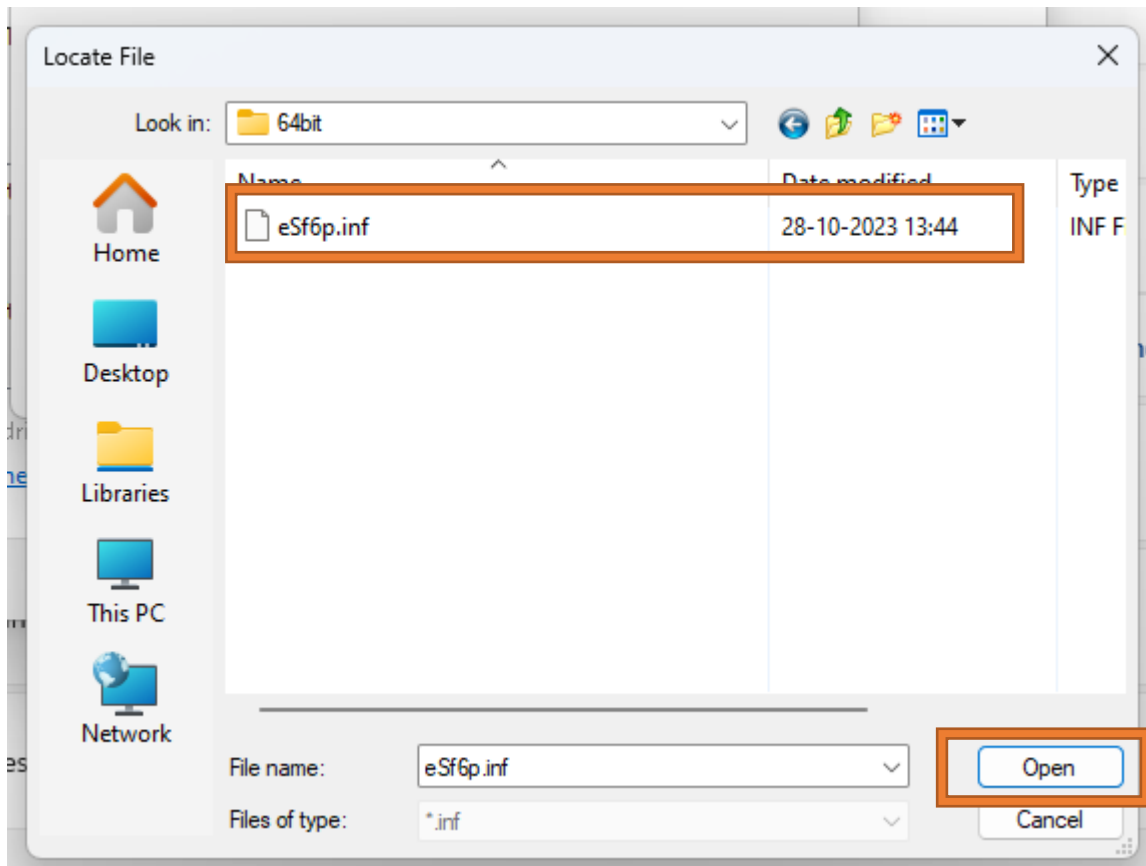 Locate File
Look in: 64bit
Name Date modified Type
eSf6p.inf 28-10-2023 13:44 INF F
Home
Desktop
Libraries
This PC
Network
File name: eSf6p.inf Open
Files of type: *.inf Cancel